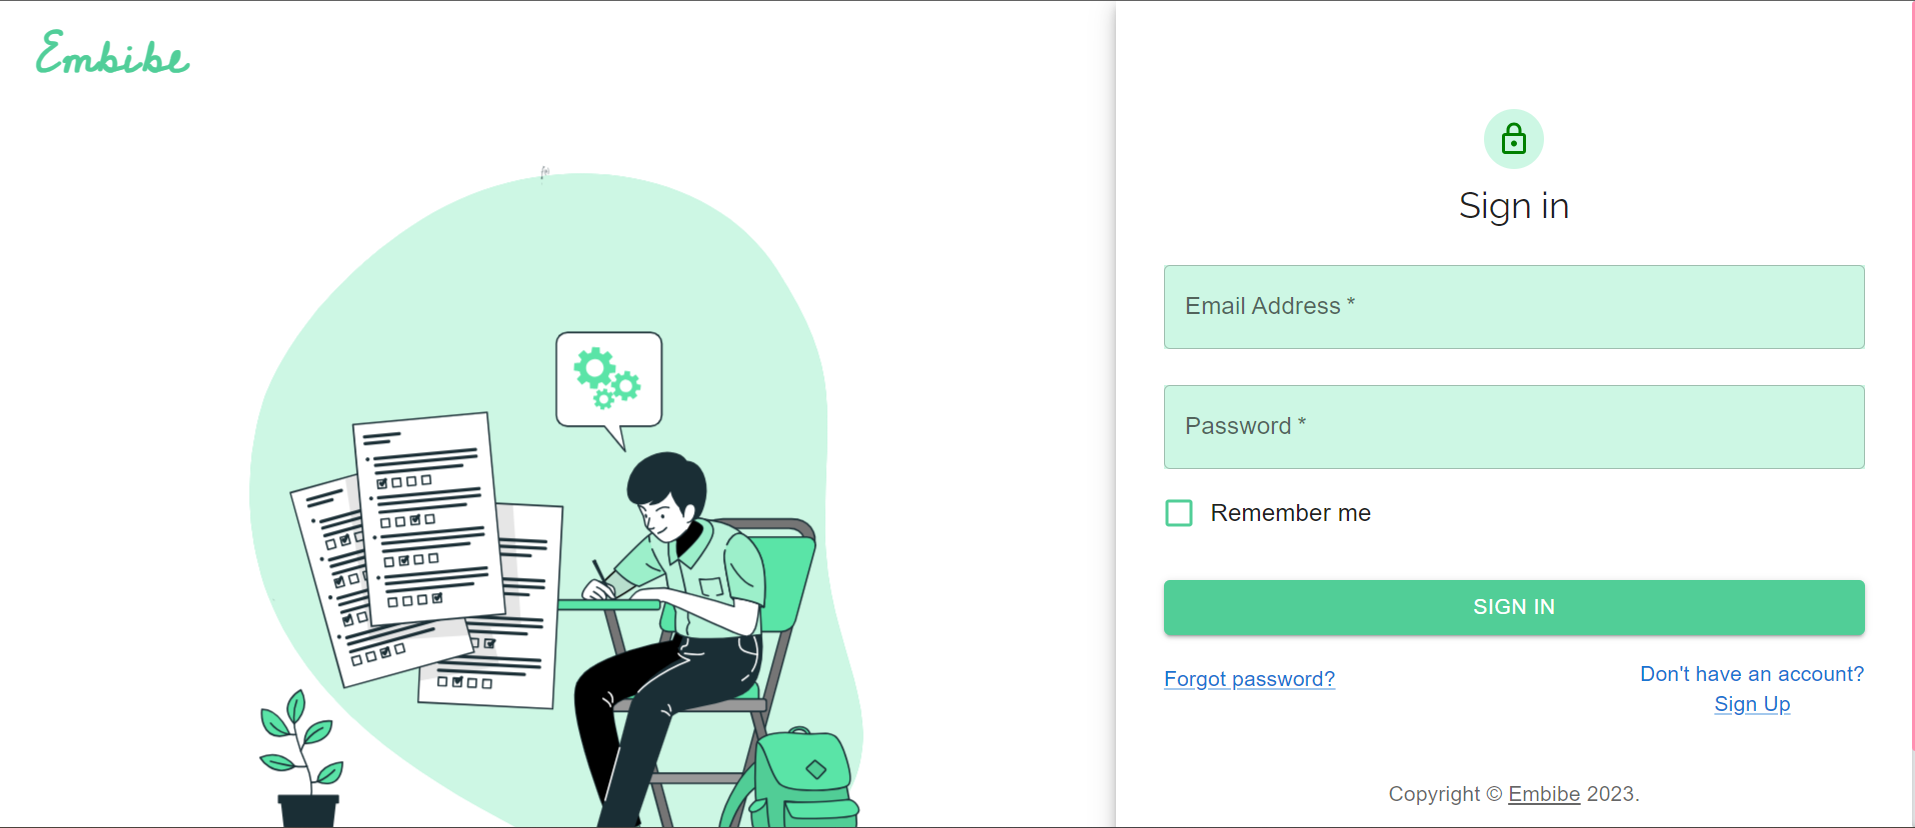 Embibe
Sign in
Email Address *
Password *
Remember me
SIGN IN
Forgot password?
Don't have an account?
Sign Up
Copyright © Embibe 2023.